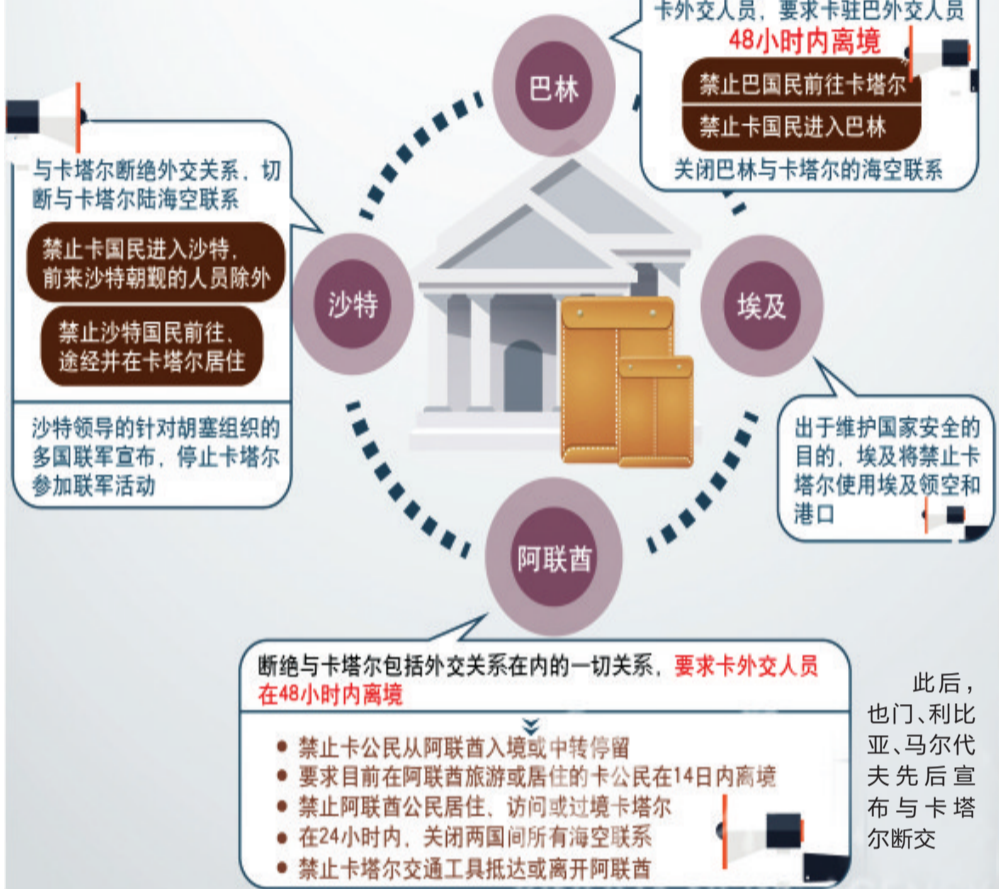 卡外交人员，要求卡驻巴外交人员
48小时内离境
禁止巴国民前往卡塔尔
禁止卡国民进入巴林
关闭巴林与卡塔尔的海空联系
巴林
与卡塔尔断绝外交关系，切
断与卡塔尔陆海空联系
禁止卡国民进入沙特，
前来沙特朝觐的人员除外
禁止沙特国民前往、
途经并在卡塔尔居住
沙特领导的针对胡塞组织的
多国联军宣布，停止卡塔尔
参加联军活动
沙特
埃及
出于维护国家安全的
目的，埃及将禁止卡
塔尔使用埃及领空和
港口
阿联酋
断绝与卡塔尔包括外交关系在内的一切关系，要求卡外交人员
在48小时内离境
● 禁止卡公民从阿联酋入境或中转停留
● 要求目前在阿联酋旅游或居住的卡公民在14日内离境
● 禁止阿联酋公民居住、访问或过境卡塔尔
● 在24小时内，关闭两国间所有海空联系
● 禁止卡塔尔交通工具抵达或离开阿联酋
此后，
也门、利比
亚、马尔代
夫先后宣
布与卡塔
尔断交